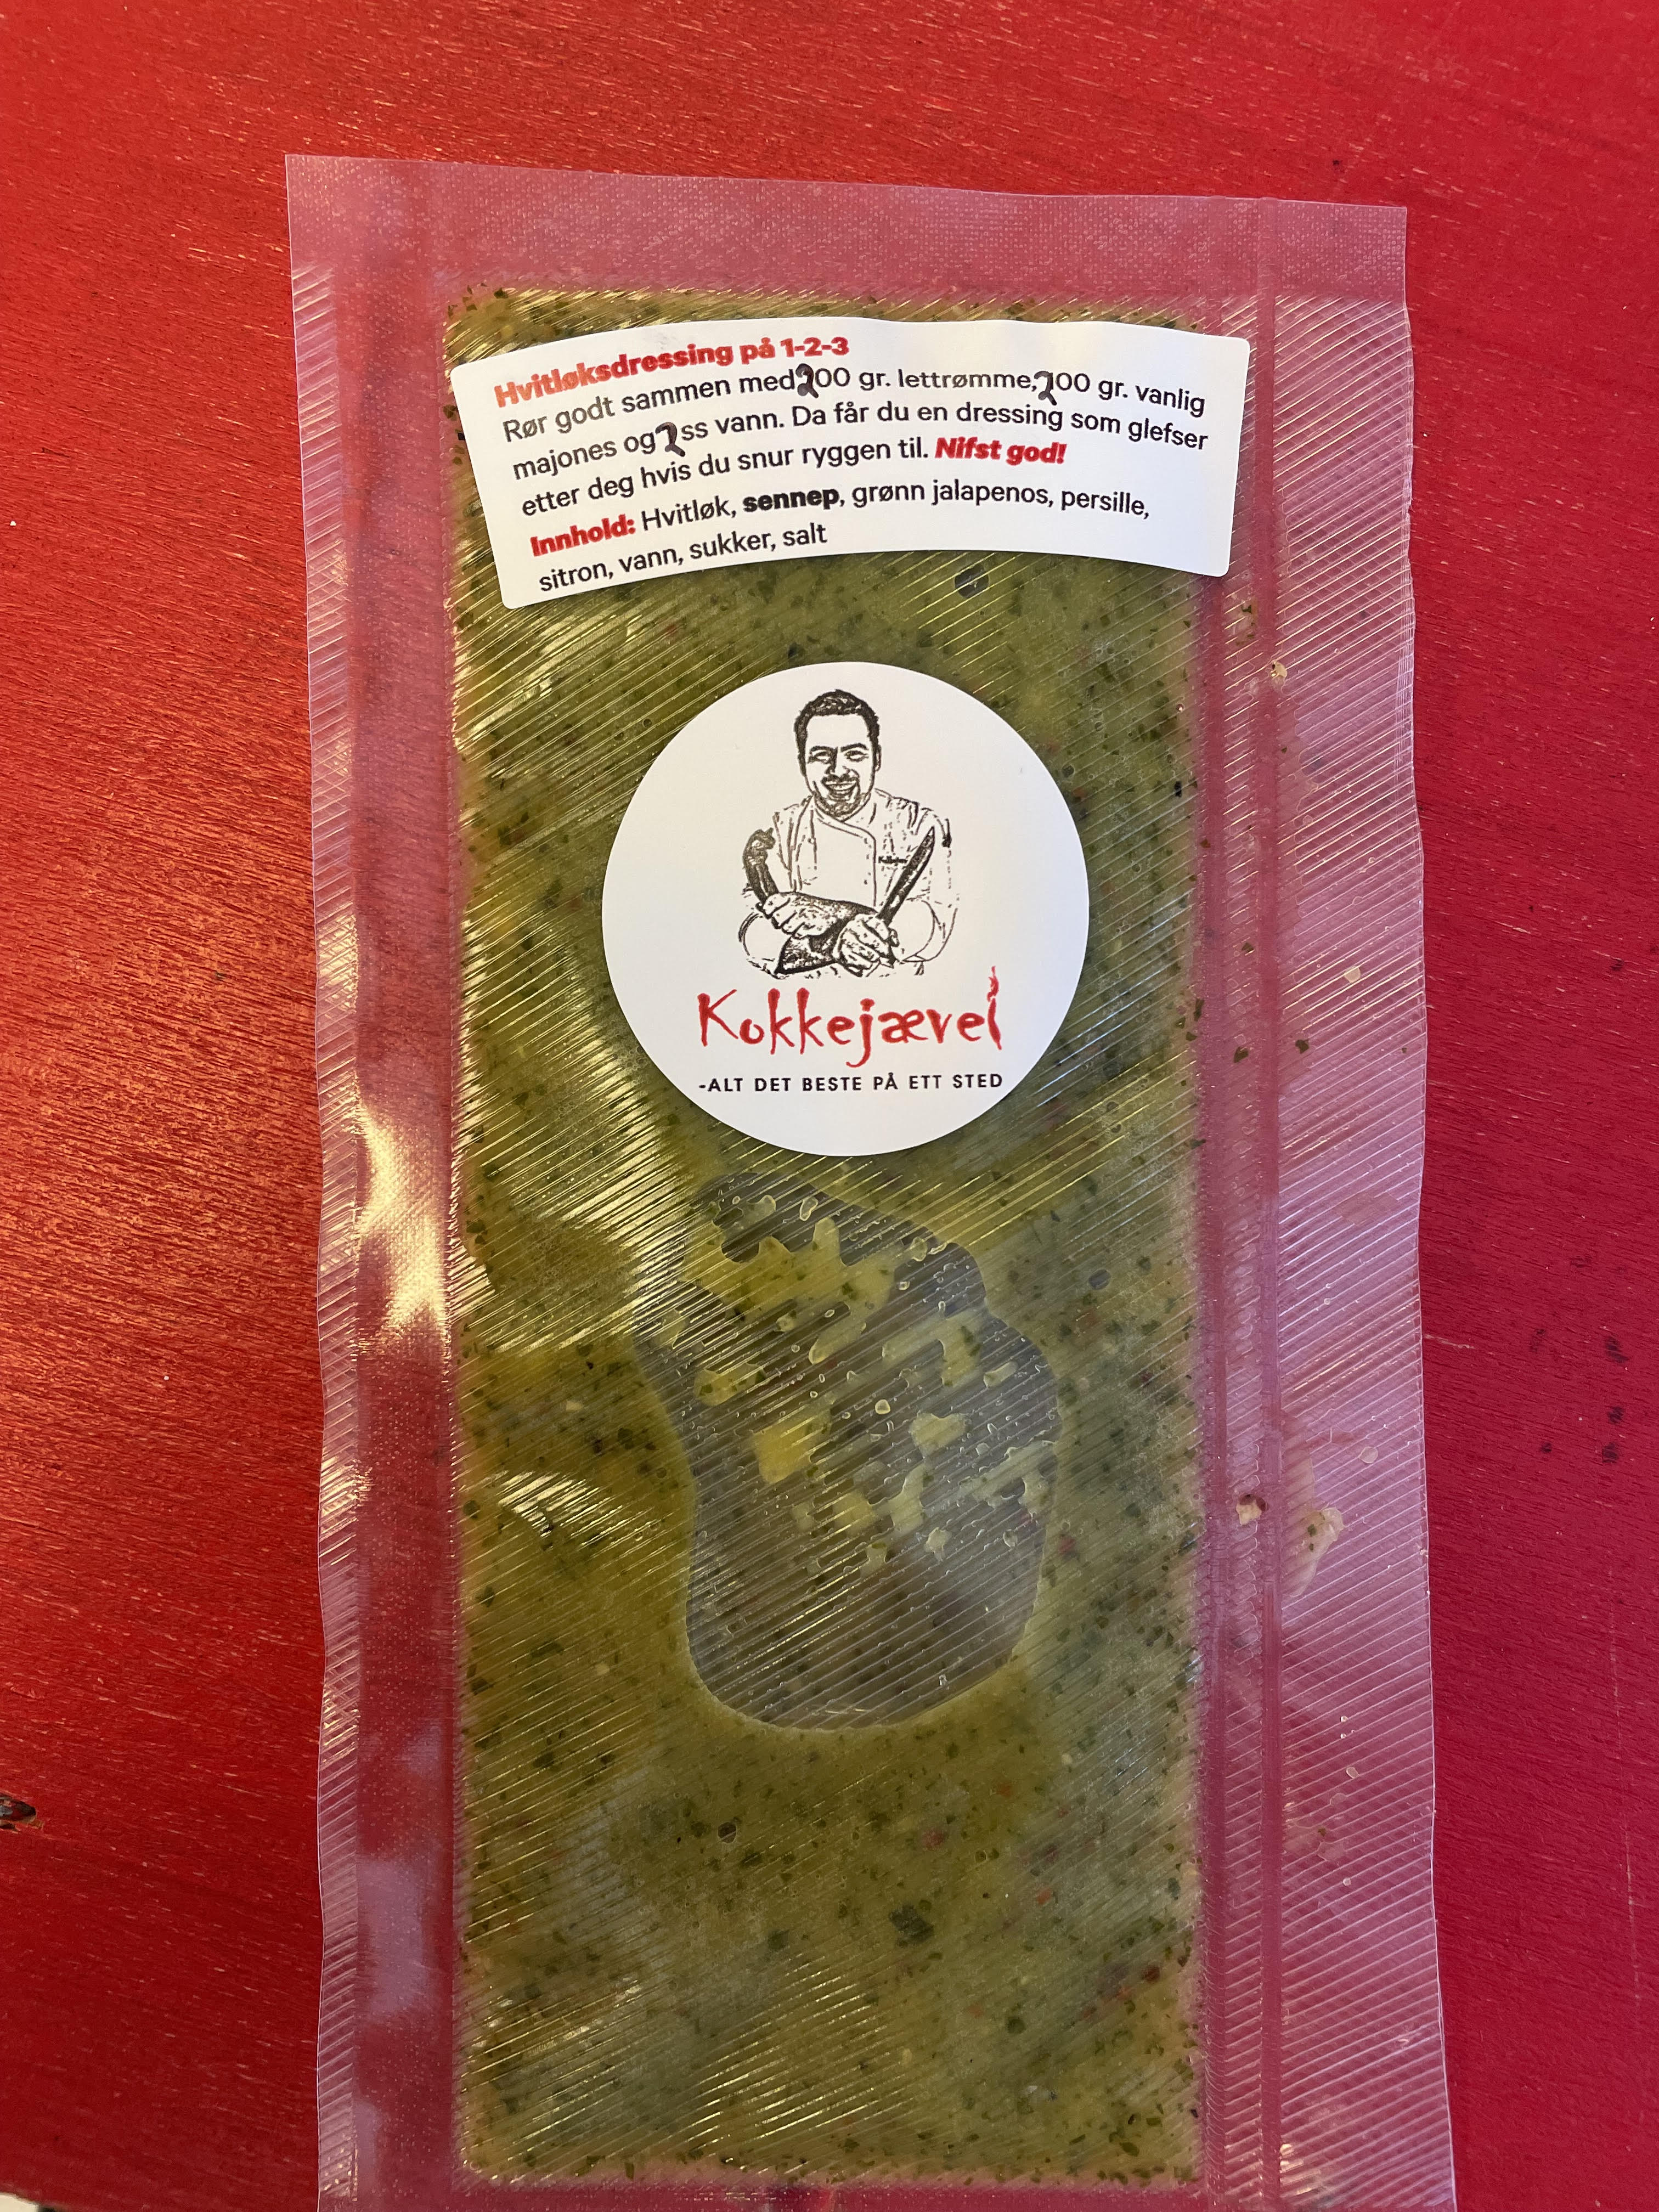 Hvitløksdressing på 1-2-3
Rør godt sammen med 200 gr. lettrømme, 200 gr. vanlig
majones og 2 ss vann. Da får du en dressing som glefser
etter deg hvis du snur ryggen til. Nifst god!
Innhold: Hvitløk, sennep, grønn jalapenos, persille,
sitron, vann, sukker, salt
Kokkejævel
-ALT DET BESTE PÅ ETT STED